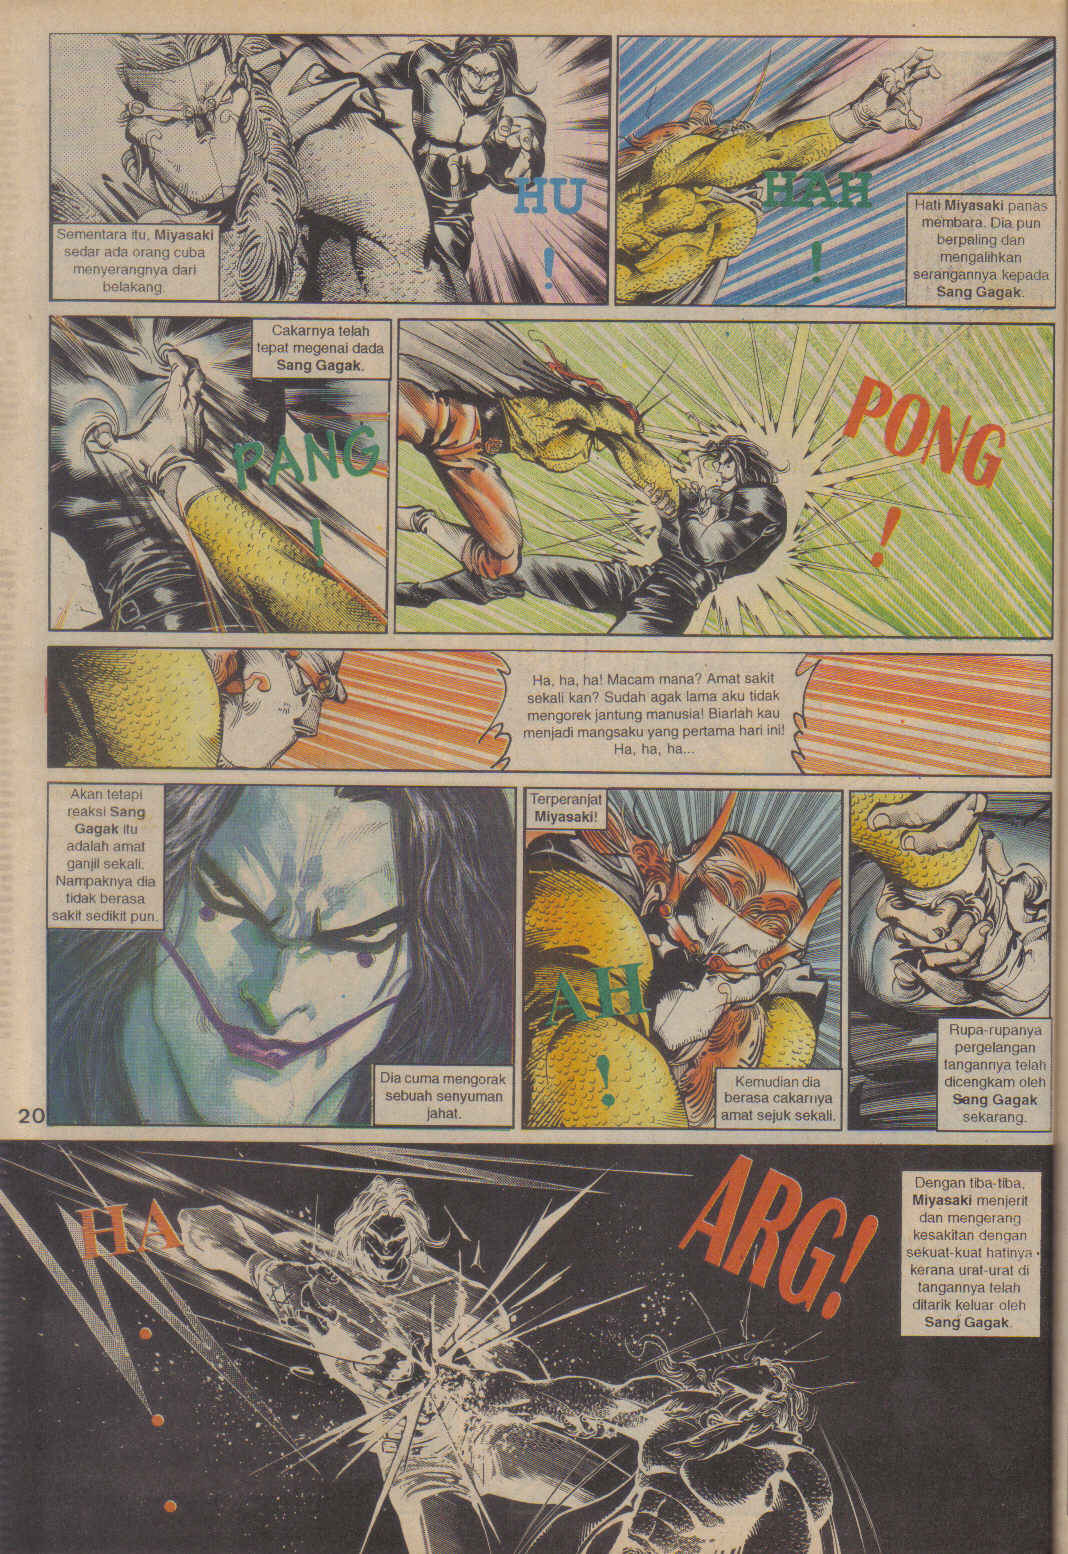 HU
!
Sementara itu, Miyasaki
sedar ada orang cuba
menyerangnya dari
belakang.
HAH
!
Hati Miyasaki panas
membara. Dia pun
berpaling dan
mengalihkan
serangannya kepada
Sang Gagak.
Cakarnya telah
tepat megenai dada
Sang Gagak.
PANG
!
PONG
!
Ha, ha, ha! Macam mana? Amat sakit
sekali kan? Sudah agak lama aku tidak
mengorek jantung manusia! Biarlah kau
menjadi mangsaku yang pertama hari ini!
Ha, ha, ha...
Akan tetapi
reaksi Sang
Gagak itu
adalah amat
ganjil sekali.
Nampaknya dia
tidak berasa
sakit sedikit pun.
Dia cuma mengorak
sebuah senyuman
jahat.
Terperanjat
Miyasaki!
AH
!
Kemudian dia
berasa cakarnya
amat sejuk sekali.
Rupa-rupanya
pergelangan
tangannya telah
dicengkam oleh
Sang Gagak
sekarang.
20
HA
ARG!
Dengan tiba-tiba,
Miyasaki menjerit
dan mengerang
kesakitan dengan
sekuat-kuat hatinya
kerana urat-urat di
tangannya telah
ditarik keluar oleh
Sang Gagak.